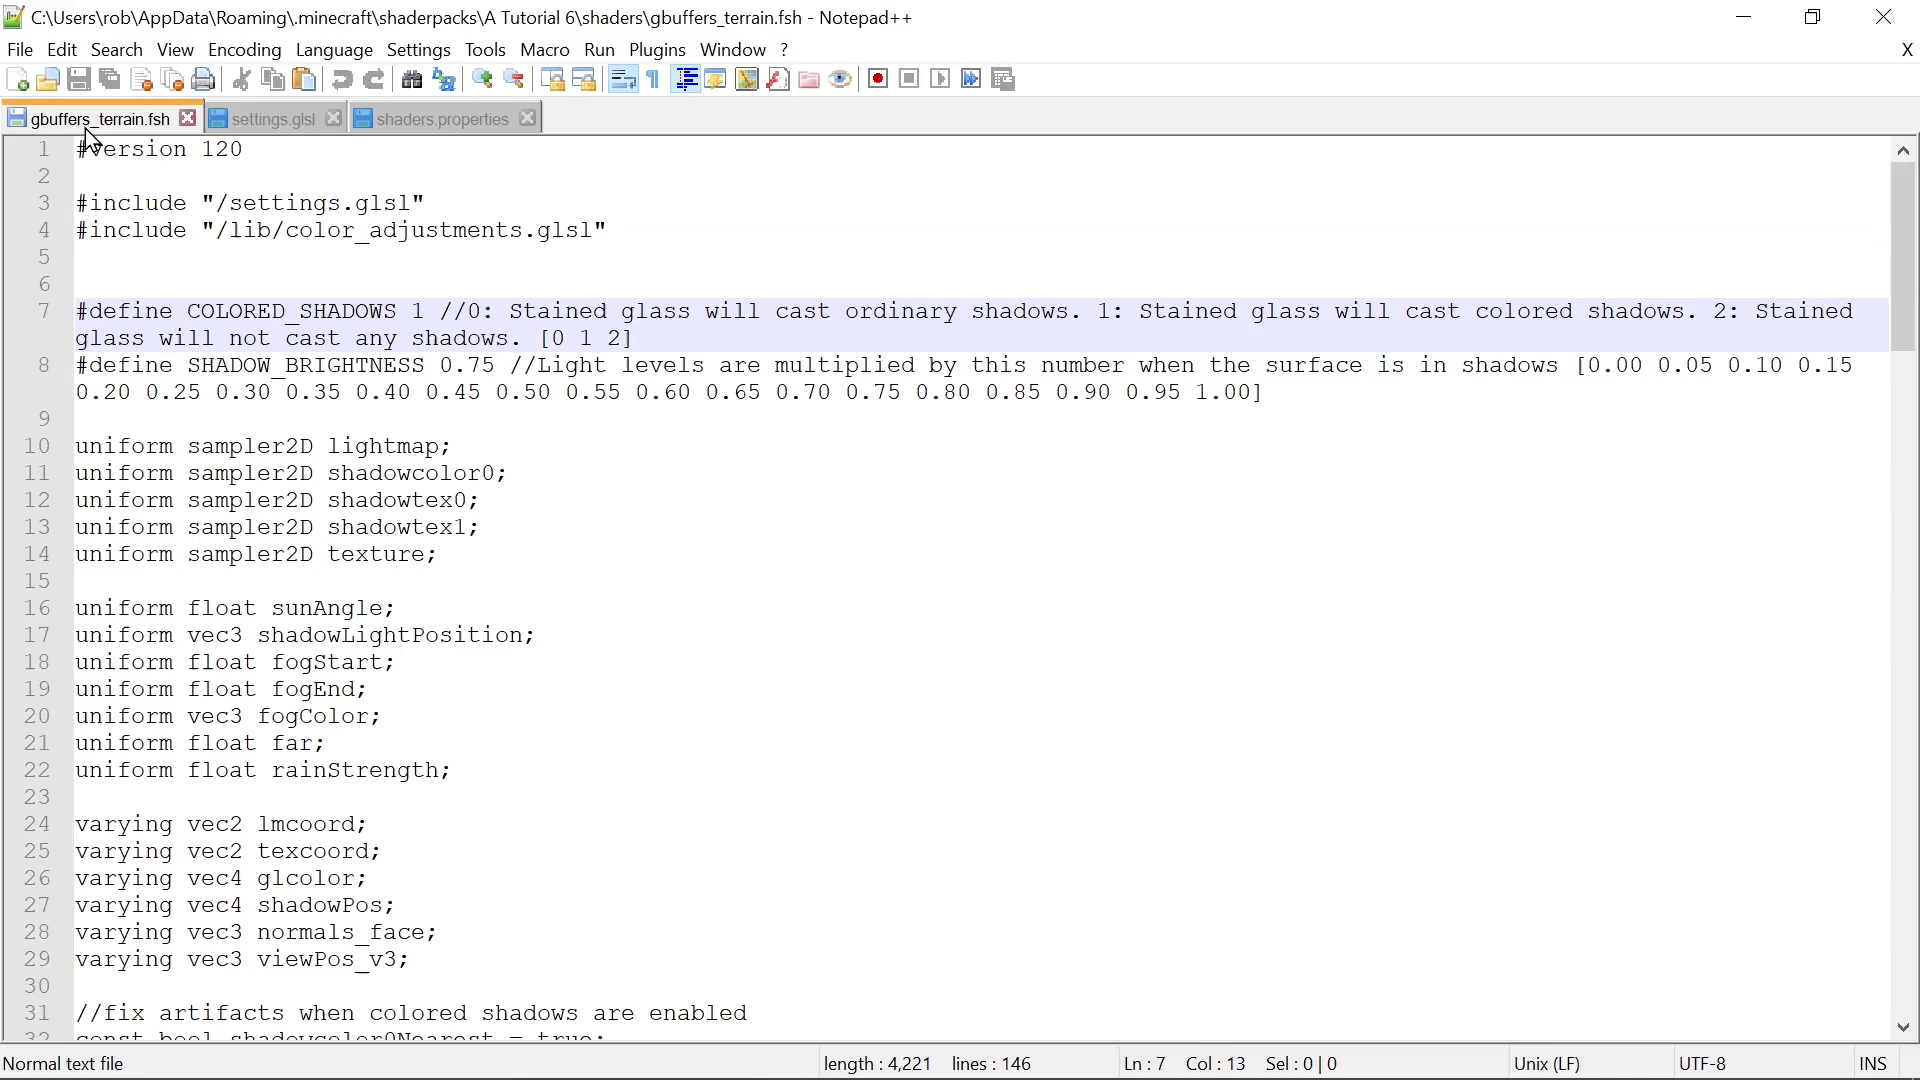 C:\Users\rob\AppData\Roaming\.minecraft\shaderpacks\A Tutorial 6\shaders\gbuffers_terrain.fsh - Notepad++
File Edit Search View Encoding Language Settings Tools Macro Run Plugins Window ? X
gbuffers_terrain.fsh settings.glsl shaders.properties
1 #version 120
2
3 #include "/settings.glsl"
4 #include "/lib/color_adjustments.glsl"
5
6
7 #define COLORED_SHADOWS 1 //0: Stained glass will cast ordinary shadows. 1: Stained glass will cast colored shadows. 2: Stained
glass will not cast any shadows. [0 1 2]
8 #define SHADOW_BRIGHTNESS 0.75 //Light levels are multiplied by this number when the surface is in shadows [0.00 0.05 0.10 0.15
0.20 0.25 0.30 0.35 0.40 0.45 0.50 0.55 0.60 0.65 0.70 0.75 0.80 0.85 0.90 0.95 1.00]
9
10 uniform sampler2D lightmap;
11 uniform sampler2D shadowcolor0;
12 uniform sampler2D shadowtex0;
13 uniform sampler2D shadowtex1;
14 uniform sampler2D texture;
15
16 uniform float sunAngle;
17 uniform vec3 shadowLightPosition;
18 uniform float fogStart;
19 uniform float fogEnd;
20 uniform vec3 fogColor;
21 uniform float far;
22 uniform float rainStrength;
23
24 varying vec2 lmcoord;
25 varying vec2 texcoord;
26 varying vec4 glcolor;
27 varying vec4 shadowPos;
28 varying vec3 normals_face;
29 varying vec3 viewPos_v3;
30
31 //fix artifacts when colored shadows are enabled
32 const bool shadowcolor0Nearest = true;
Normal text file length : 4,221 lines : 146 Ln : 7 Col : 13 Sel : 0 | 0 Unix (LF) UTF-8 INS